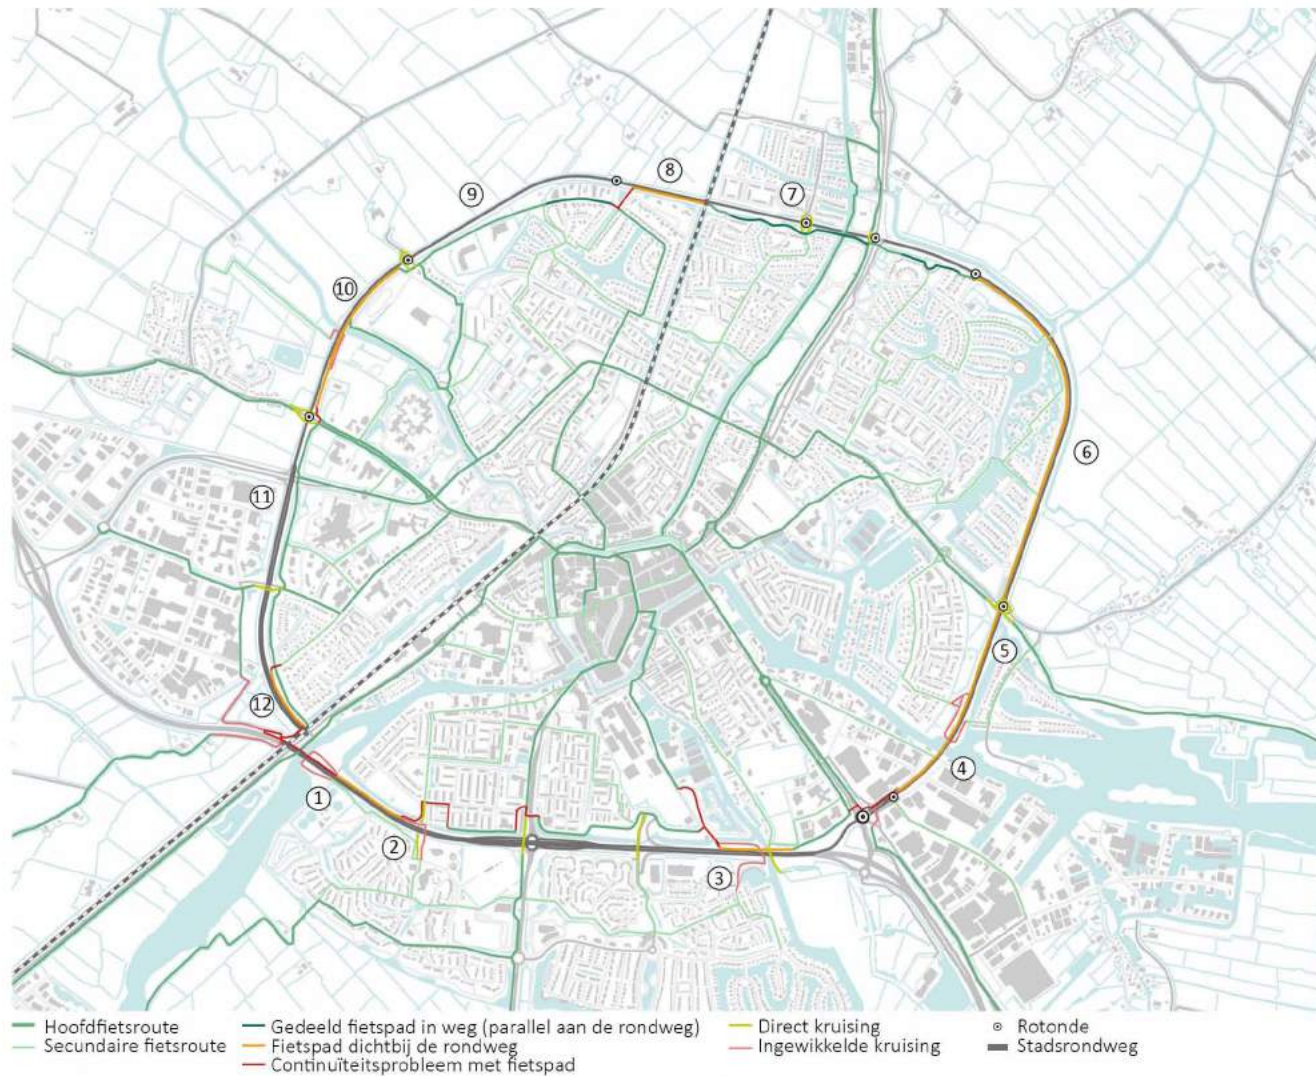 8
9
7
10
6
11
5
12
4
1
2
3
Hoofdfietsroute
Secundaire fietsroute
Gedeeld fietspad in weg (parallel aan de rondweg)
Fietspad dichtbij de rondweg
Continuïteitsprobleem met fietspad
Direct kruising
Ingewikkelde kruising
Rotonde
Stadsrondweg